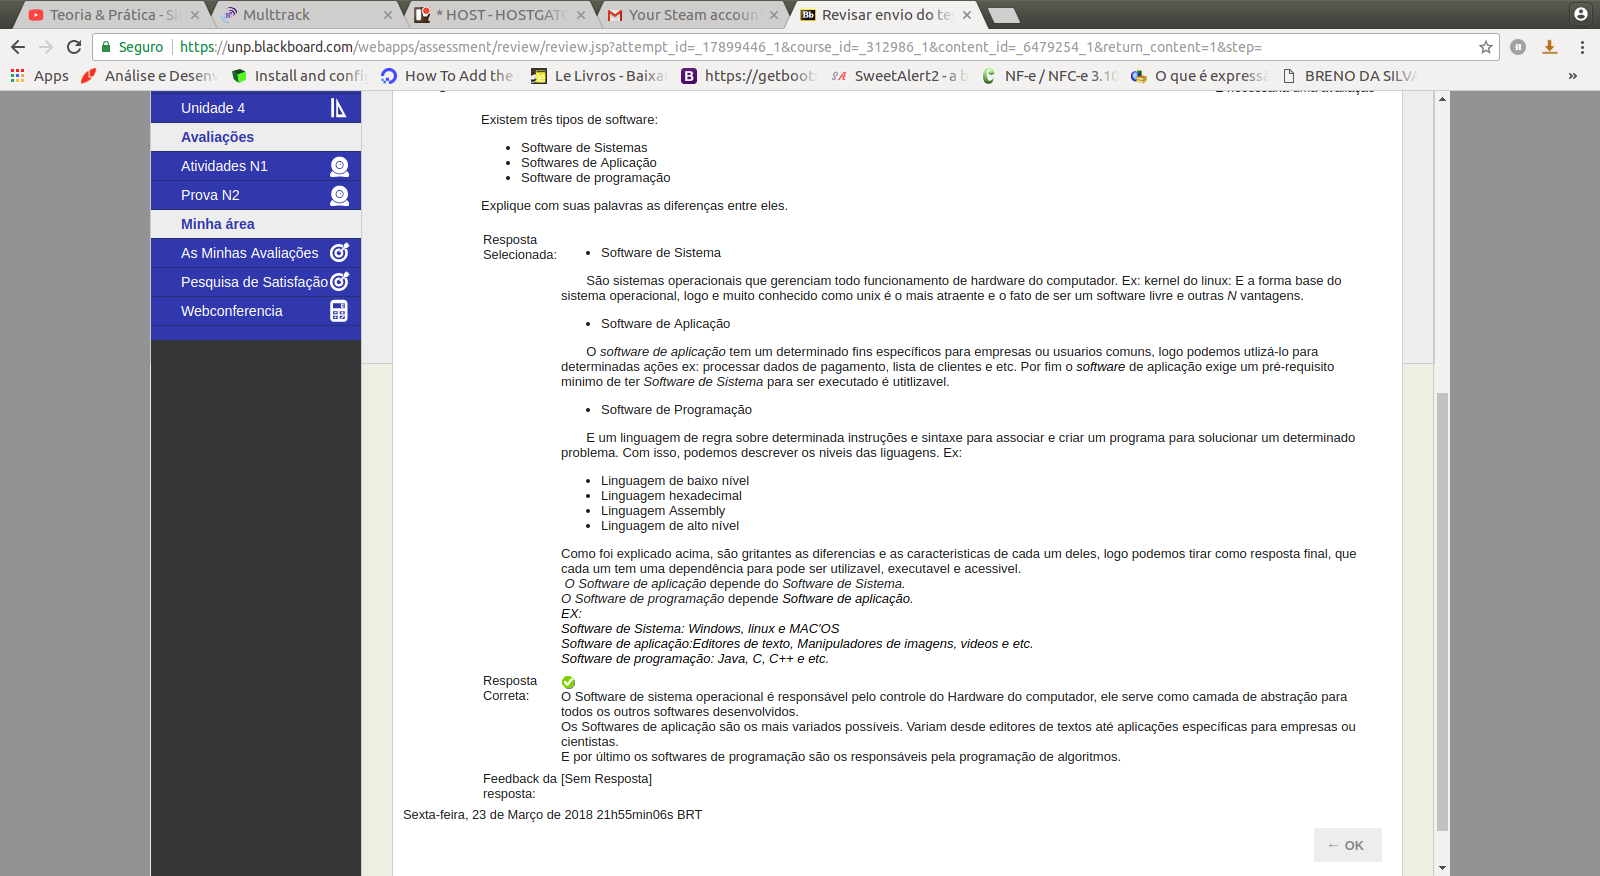 Teoria & Prática - Si
Multtrack
* HOST - HOSTGAT
Your Steam accoun
Revisar envio do te
Seguro
https://unp.blackboard.com/webapps/assessment/review/review.jsp?attempt_id=_17899446_1&course_id=_312986_1&content_id=_6479254_1&return_content=1&step=
Apps
Análise e Desen
Install and confi
How To Add the
Le Livros - Baixar
https://getboots
SweetAlert2 - a b
NF-e / NFC-e 3.10
O que é express
BRENO DA SILVA
»
Unidade 4
Avaliações
Atividades N1
Prova N2
Minha área
As Minhas Avaliações
Pesquisa de Satisfação
Webconferencia
É necessária uma avaliação
Existem três tipos de software:
• Software de Sistemas
• Softwares de Aplicação
• Software de programação
Explique com suas palavras as diferenças entre eles.
Resposta
Selecionada:
• Software de Sistema
São sistemas operacionais que gerenciam todo funcionamento de hardware do computador. Ex: kernel do linux: E a forma base do
sistema operacional, logo e muito conhecido como unix é o mais atraente e o fato de ser um software livre e outras N vantagens.
• Software de Aplicação
O software de aplicação tem um determinado fins específicos para empresas ou usuarios comuns, logo podemos utlizá-lo para
determinadas ações ex: processar dados de pagamento, lista de clientes e etc. Por fim o software de aplicação exige um pré-requisito
minimo de ter Software de Sistema para ser executado é utitlizavel.
• Software de Programação
E um linguagem de regra sobre determinada instruções e sintaxe para associar e criar um programa para solucionar um determinado
problema. Com isso, podemos descrever os niveis das liguagens. Ex:
• Linguagem de baixo nível
• Linguagem hexadecimal
• Linguagem Assembly
• Linguagem de alto nível
Como foi explicado acima, são gritantes as diferencias e as caracteristicas de cada um deles, logo podemos tirar como resposta final, que
cada um tem uma dependência para pode ser utilizavel, executavel e acessivel.
O Software de aplicação depende do Software de Sistema.
O Software de programação depende Software de aplicação.
EX:
Software de Sistema: Windows, linux e MAC'OS
Software de aplicação:Editores de texto, Manipuladores de imagens, videos e etc.
Software de programação: Java, C, C++ e etc.
Resposta
Correta:
O Software de sistema operacional é responsável pelo controle do Hardware do computador, ele serve como camada de abstração para
todos os outros softwares desenvolvidos.
Os Softwares de aplicação são os mais variados possíveis. Variam desde editores de textos até aplicações específicas para empresas ou
cientistas.
E por último os softwares de programação são os responsáveis pela programação de algoritmos.
Feedback da
resposta:
[Sem Resposta]
Sexta-feira, 23 de Março de 2018 21h55min06s BRT
← OK